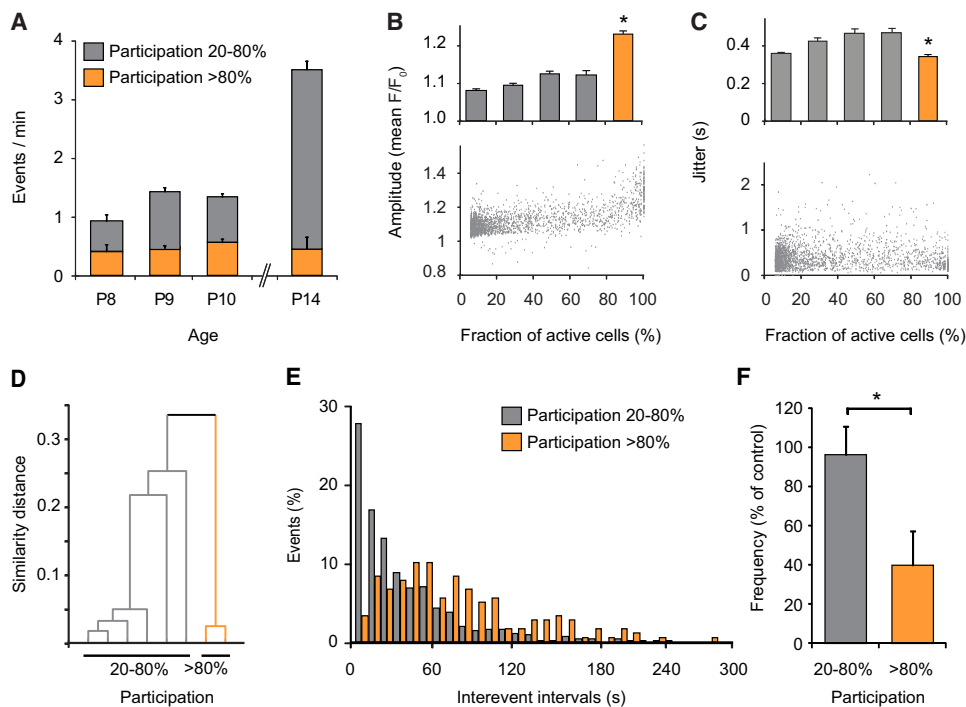 A
Participation 20-80%
Participation >80%
Events / min
4
3
2
1
0
P8
P9
P10
//
P14
Age
B
*
1.2
1.1
1.0
Amplitude (mean F/F₀)
1.6
1.4
1.2
1.0
0.8
0
20
40
60
80
100
Fraction of active cells (%)
C
*
0.4
0.2
0
Jitter (s)
2
1
0
0
20
40
60
80
100
Fraction of active cells (%)
D
Similarity distance
0.3
0.2
0.1
20-80%
>80%
Participation
E
Participation 20-80%
Participation >80%
Events (%)
30
20
10
0
0
60
120
180
240
300
Interevent intervals (s)
F
*
Frequency (% of control)
120
100
80
60
40
20
0
20-80%
>80%
Participation